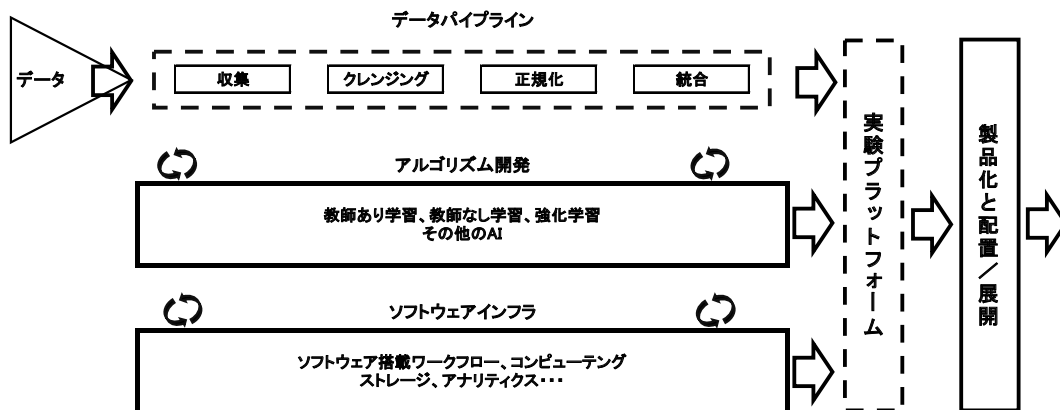 データパイプライン
データ
収集
クレンジング
正規化
統合
アルゴリズム開発
教師あり学習、教師なし学習、強化学習
その他のAI
ソフトウェアインフラ
ソフトウェア搭載ワークフロー、コンピューテング
ストレージ、アナリティクス・・・
実験プラットフォーム
製品化と配置／展開